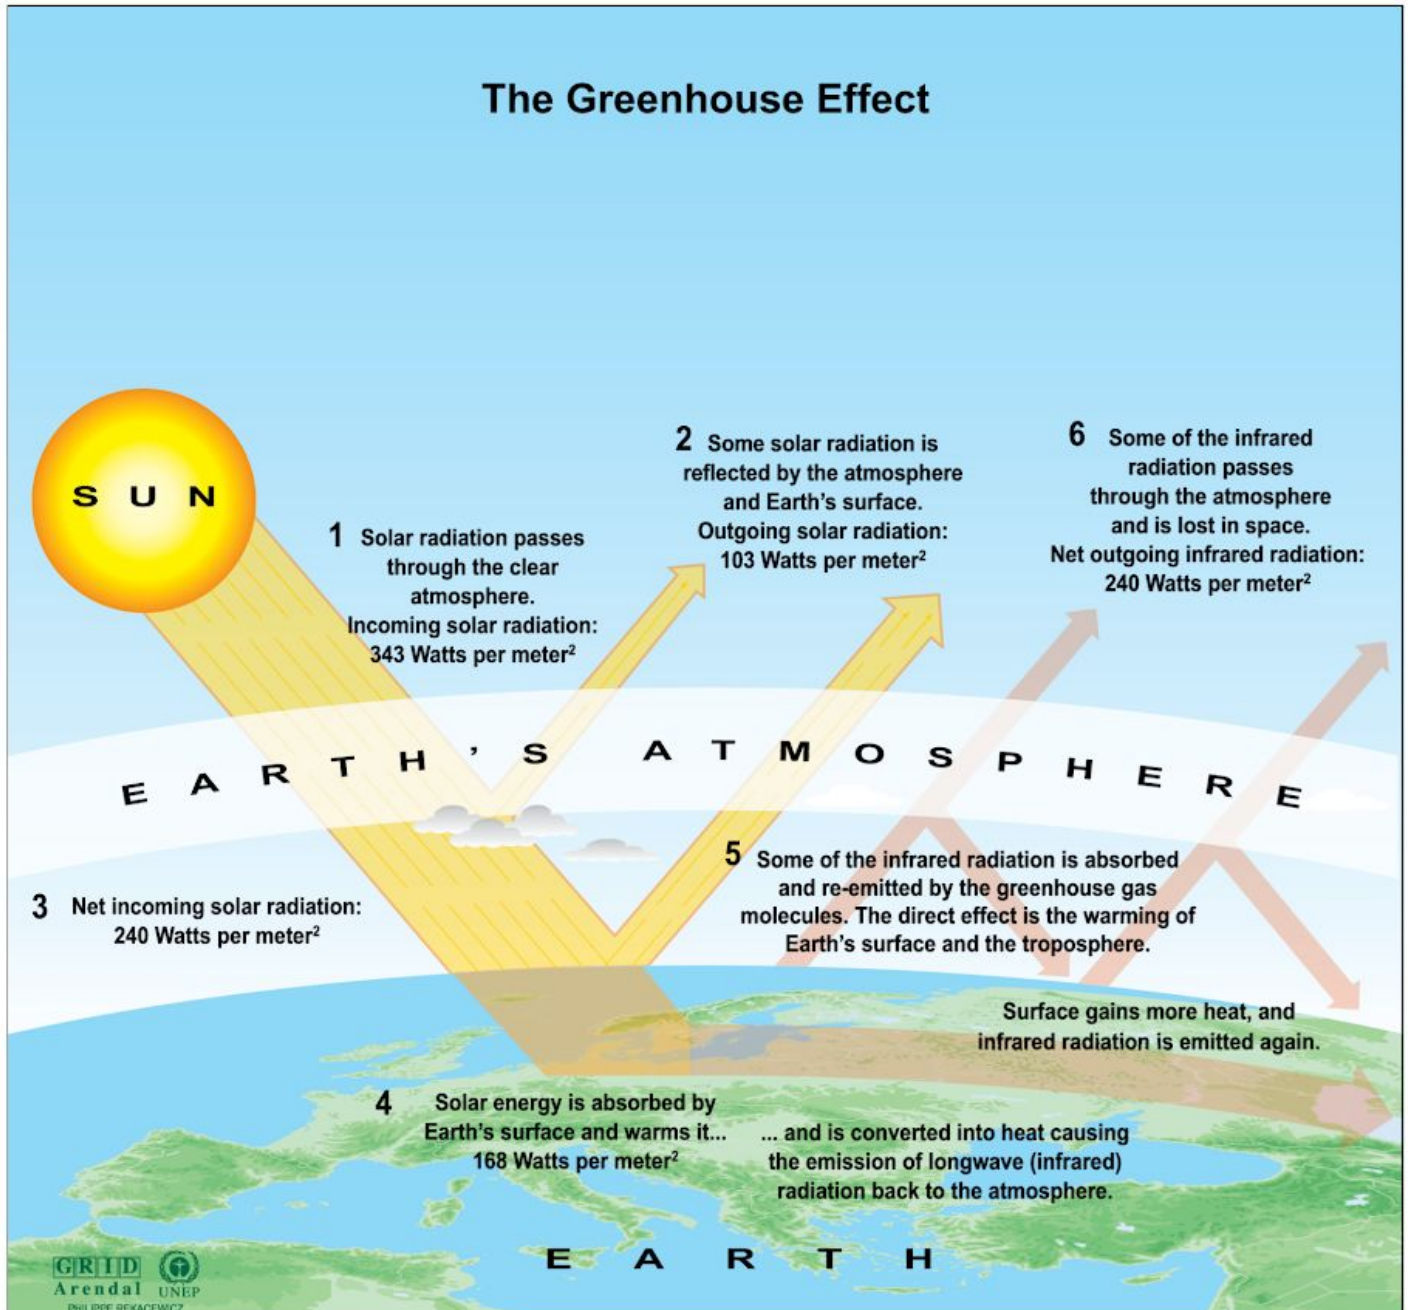 The Greenhouse Effect
SUN
1 Solar radiation passes
through the clear
atmosphere.
Incoming solar radiation:
343 Watts per meter²
2 Some solar radiation is
reflected by the atmosphere
and Earth's surface.
Outgoing solar radiation:
103 Watts per meter²
6 Some of the infrared
radiation passes
through the atmosphere
and is lost in space.
Net outgoing infrared radiation:
240 Watts per meter²
EARTH'S ATMOSPHERE
3 Net incoming solar radiation:
240 Watts per meter²
5 Some of the infrared radiation is absorbed
and re-emitted by the greenhouse gas
molecules. The direct effect is the warming of
Earth's surface and the troposphere.
Surface gains more heat, and
infrared radiation is emitted again.
4 Solar energy is absorbed by
Earth's surface and warms it...
168 Watts per meter²
... and is converted into heat causing
the emission of longwave (infrared)
radiation back to the atmosphere.
EARTH
GRID
Arendal
UNEP
PHILIPPE REKACEWICZ